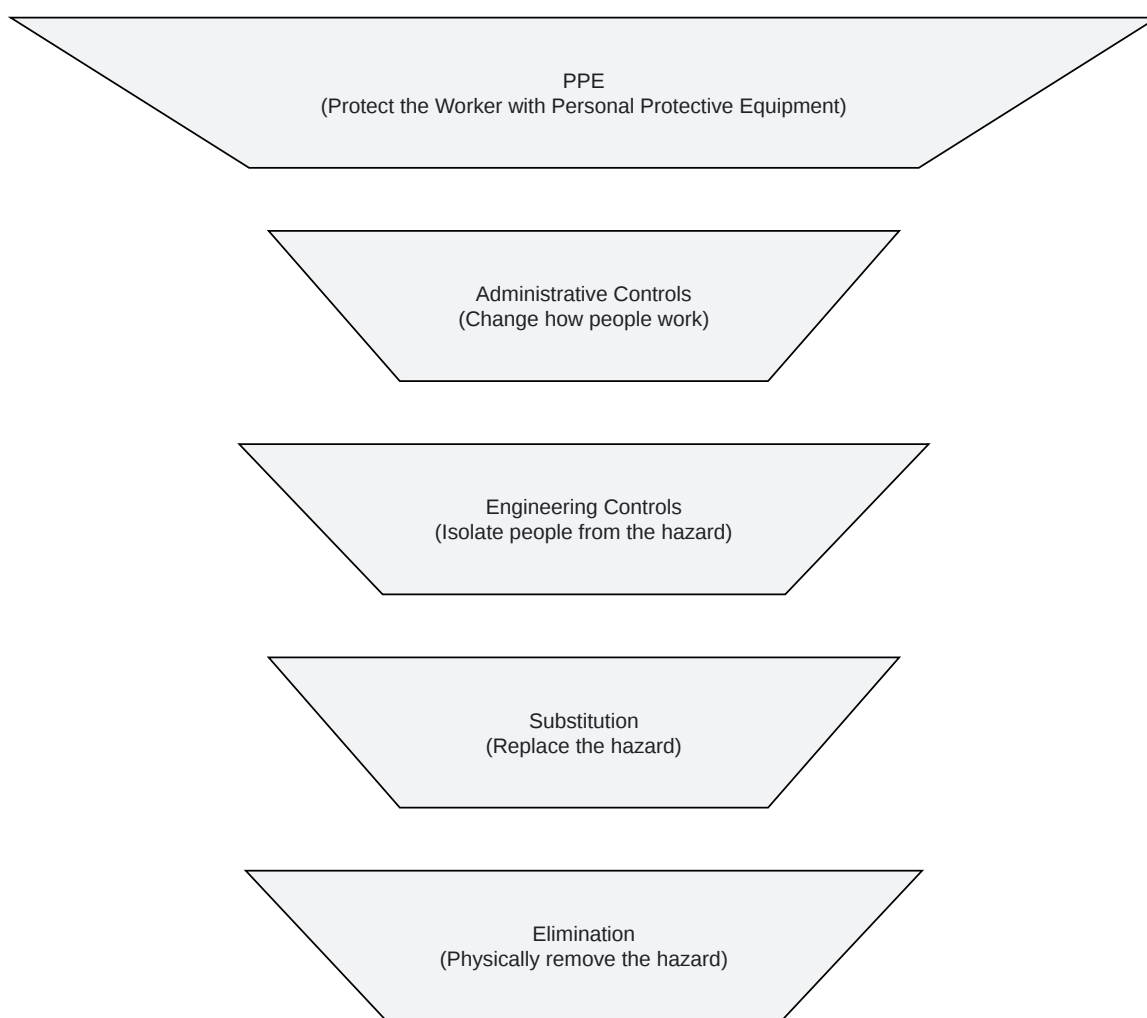 PPE
(Protect the Worker with Personal Protective Equipment)
Administrative Controls
(Change how people work)
Engineering Controls
(Isolate people from the hazard)
Substitution
(Replace the hazard)
Elimination
(Physically remove the hazard)